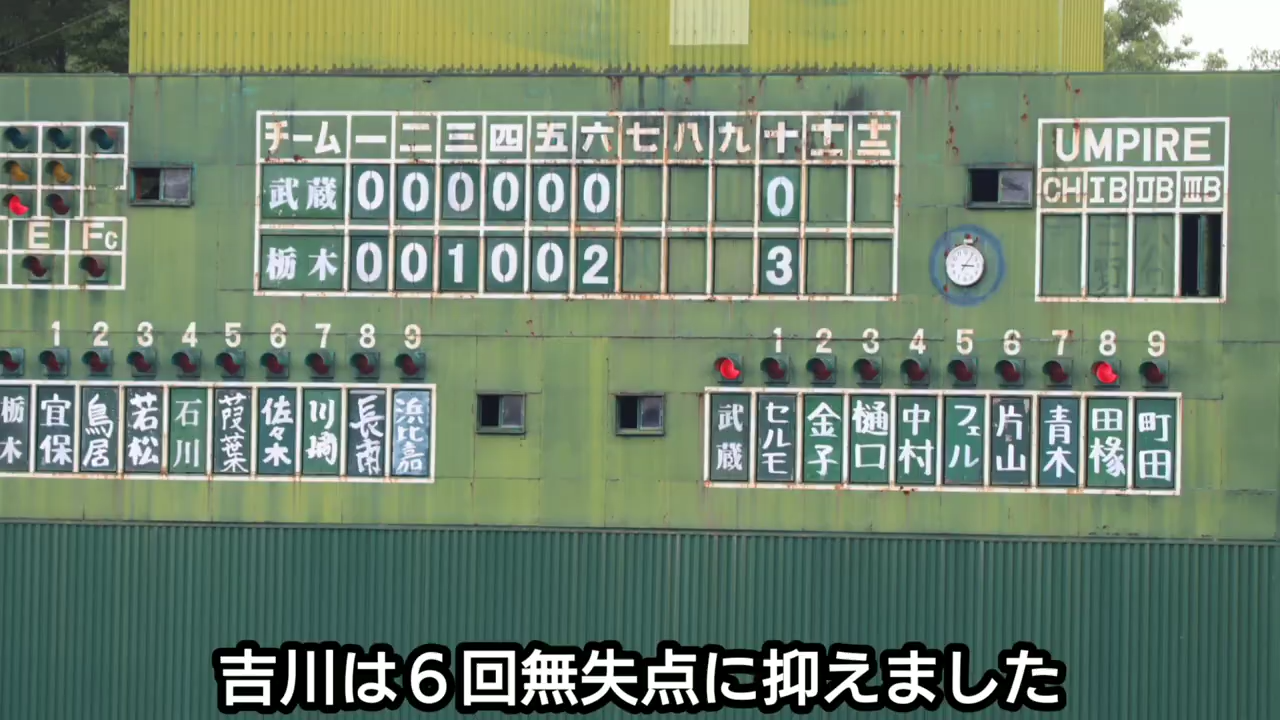 チーム 一 二 三 四 五 六 七 八 九 十 十一 十二
武蔵 0 0 0 0 0 0 0
栃木 0 0 1 0 0 2 3
UMPIRE
CH ⅠB ⅡB ⅢB
E Fc
1 2 3 4 5 6 7 8 9
栃木 宜保 鳥居 若松 石川 葭葉 佐々木 川﨑 長南 浜比嘉
1 2 3 4 5 6 7 8 9
武蔵 セルモ 金子 樋口 中村 フェル 片山 青木 田椽 町田
吉川は６回無失点に抑えました